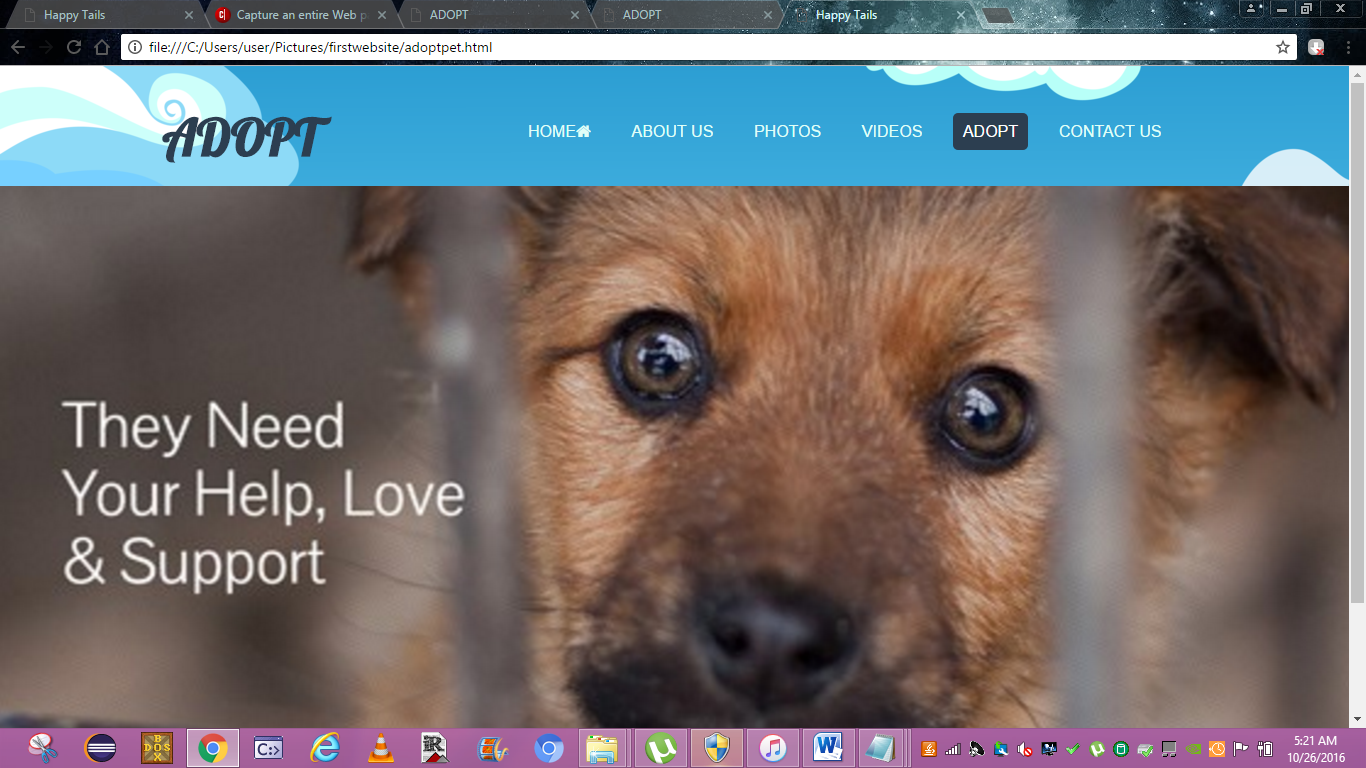 Happy Tails
Capture an entire Web p
ADOPT
ADOPT
Happy Tails
file:///C:/Users/user/Pictures/firstwebsite/adoptpet.html
ADOPT
HOME
ABOUT US
PHOTOS
VIDEOS
ADOPT
CONTACT US
They Need
Your Help, Love
& Support
DOS
BOX
C:\>
5:21 AM
10/26/2016